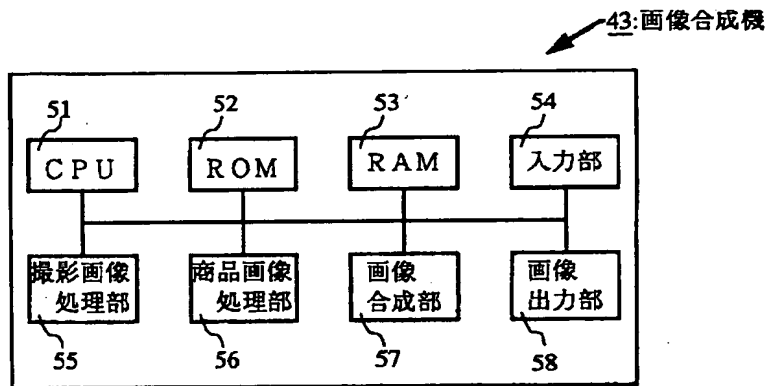 43:画像合成機
51
52
53
54
CPU
ROM
RAM
入力部
撮影画像
処理部
商品画像
処理部
画像
合成部
画像
出力部
55
56
57
58